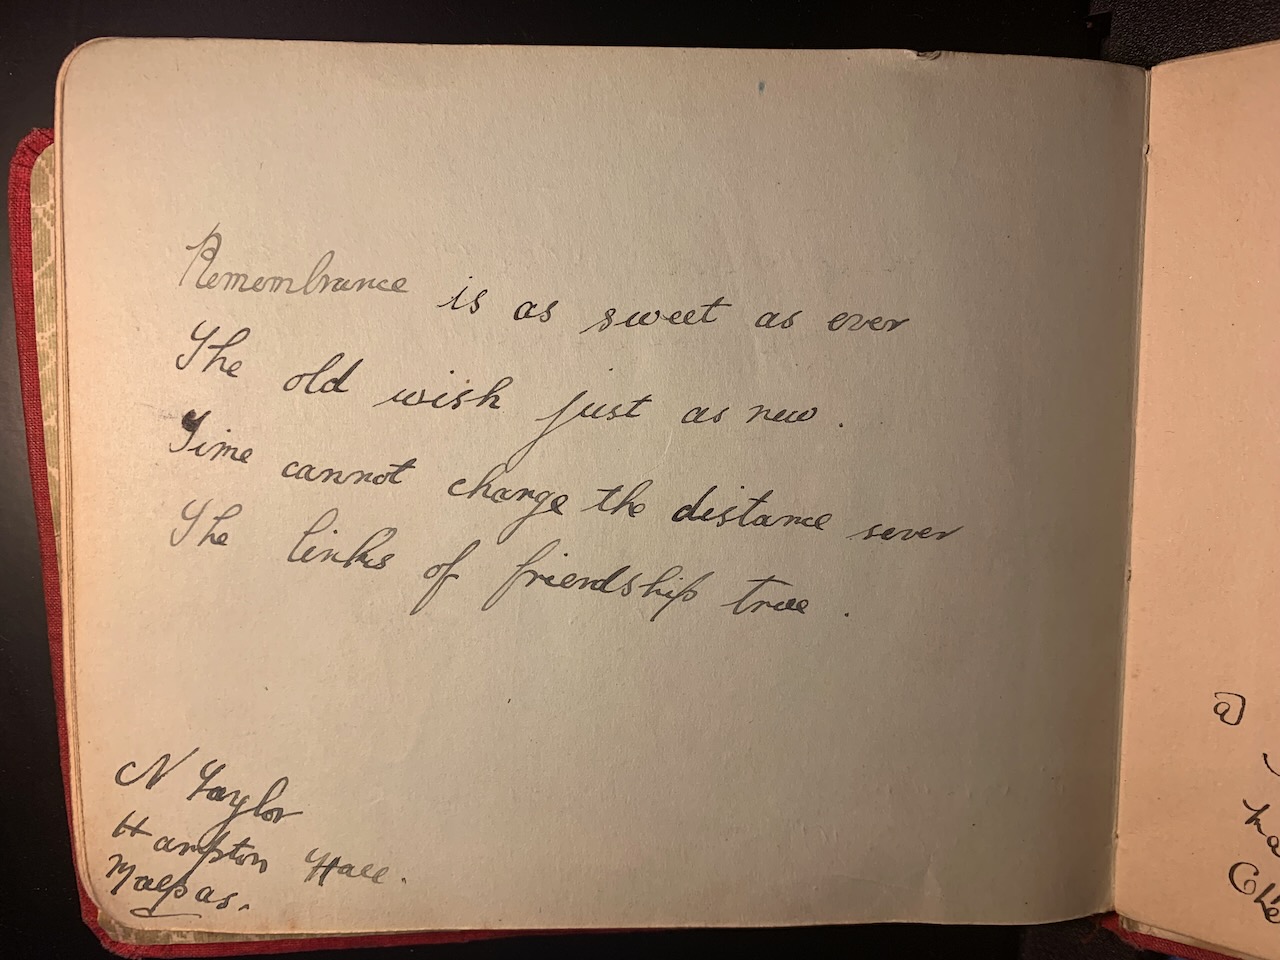 Remembrance is as sweet as ever
The old wish just as new.
Time cannot change the distance sever
The links of friendship true.
N Taylor
Hampton Hall.
Malpas.
a